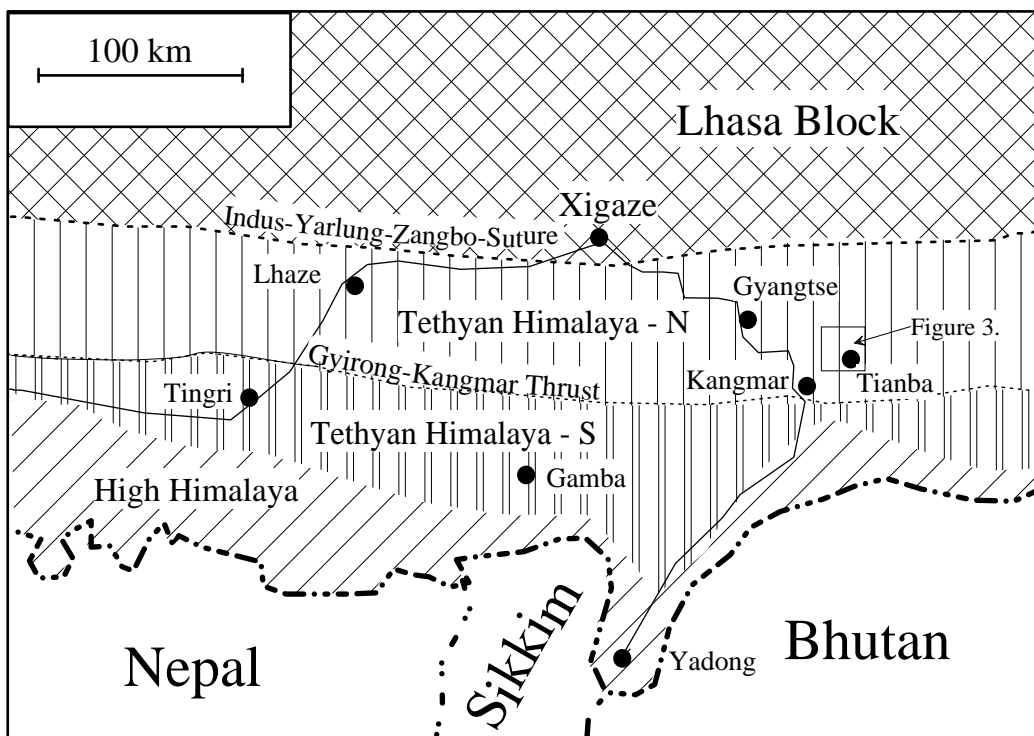 100 km
Lhasa Block
Xigaze
Indus-Yarlung-Zangbo-Suture
Lhaze
Gyangtse
Tethyan Himalaya - N
Figure 3.
Gyirong-Kangmar Thrust
Tingri
Kangmar
Tianba
Tethyan Himalaya - S
Gamba
High Himalaya
Nepal
Sikkim
Yadong
Bhutan